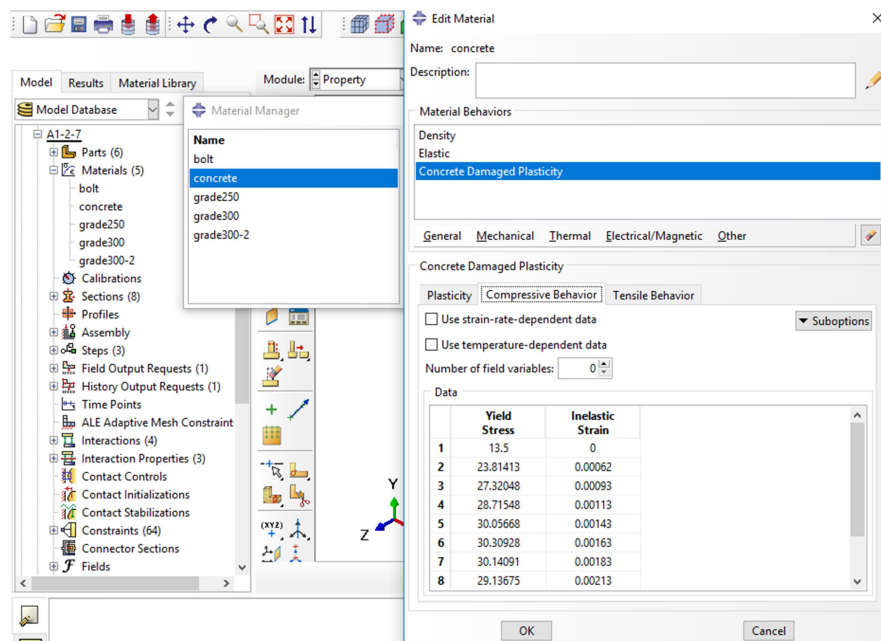 Edit Material
Name: concrete
Description:
Model Results Material Library
Module: Property
Model Database
Material Manager
Material Behaviors
Density
Elastic
Concrete Damaged Plasticity
Name
bolt
concrete
grade250
grade300
grade300-2
A1-2-7
Parts (6)
Materials (5)
bolt
concrete
grade250
grade300
grade300-2
Calibrations
Sections (8)
Profiles
Assembly
Steps (3)
Field Output Requests (1)
History Output Requests (1)
Time Points
ALE Adaptive Mesh Constraint
Interactions (4)
Interaction Properties (3)
Contact Controls
Contact Initializations
Contact Stabilizations
Constraints (64)
Connector Sections
Fields
(XYZ)
Y
Z
General Mechanical Thermal Electrical/Magnetic Other
Concrete Damaged Plasticity
Plasticity Compressive Behavior Tensile Behavior
Use strain-rate-dependent data
Suboptions
Use temperature-dependent data
Number of field variables: 0
Data
Yield Stress Inelastic Strain
1 13.5 0
2 23.81413 0.00062
3 27.32048 0.00093
4 28.71548 0.00113
5 30.05668 0.00143
6 30.30928 0.00163
7 30.14091 0.00183
8 29.13675 0.00213
OK Cancel